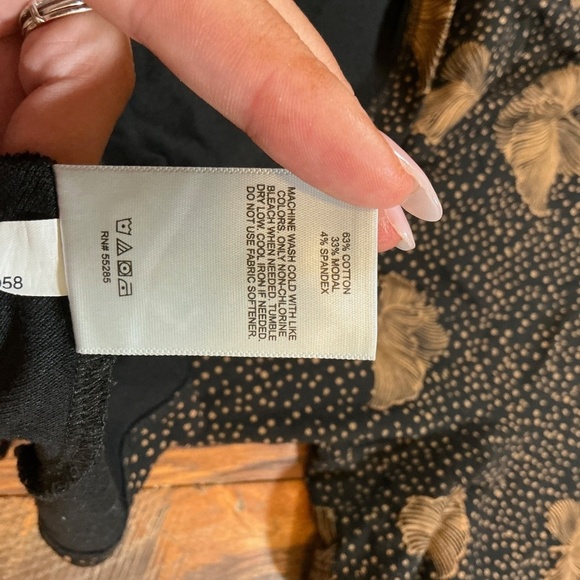 63% COTTON
33% MODAL
4% SPANDEX
MACHINE WASH NOLD WITH LIKE
COLORS. ONLY NON-CHLORINE
BLEACH WHEN NEEDED. TUMBLE
DRY LOW. COOL IRON IF NEEDED.
DO NOT USE FABRIC SOFTENER.
RN# 55285
058